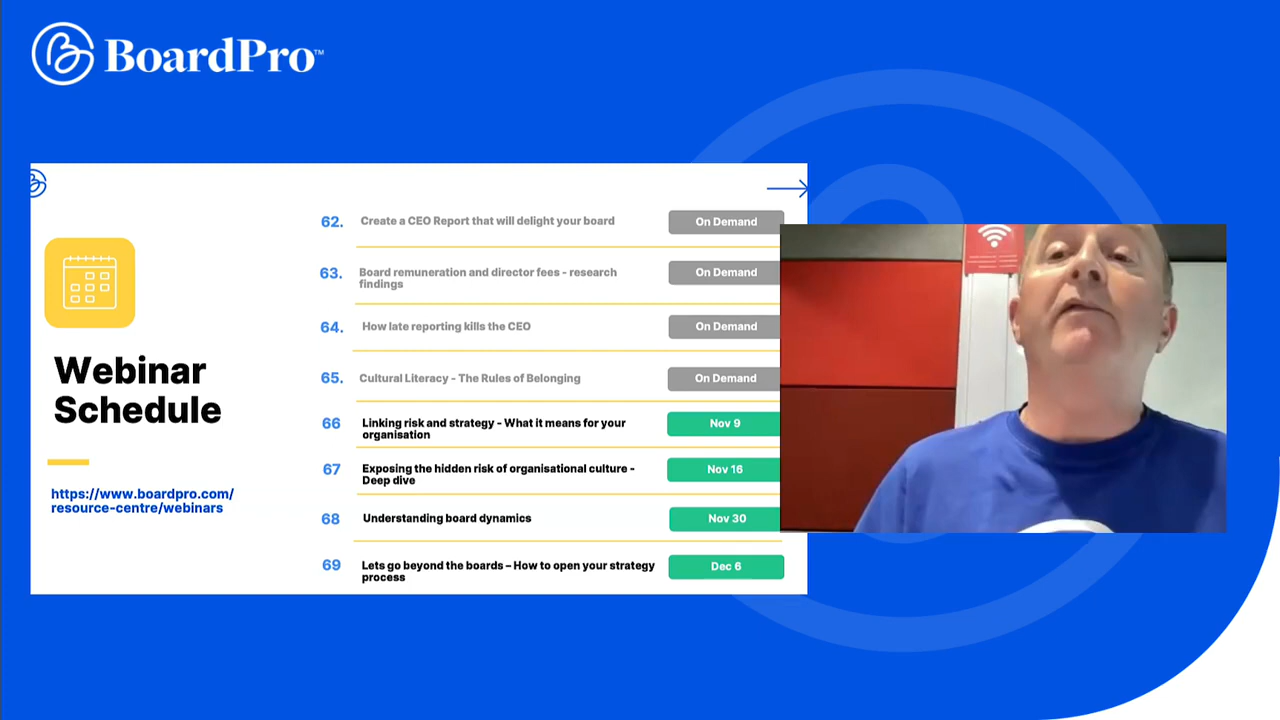 BoardPro™
Webinar
Schedule
https://www.boardpro.com/
resource-centre/webinars
62. Create a CEO Report that will delight your board On Demand
63. Board remuneration and director fees - research
findings On Demand
64. How late reporting kills the CEO On Demand
65. Cultural Literacy - The Rules of Belonging On Demand
66 Linking risk and strategy - What it means for your
organisation Nov 9
67 Exposing the hidden risk of organisational culture -
Deep dive Nov 16
68 Understanding board dynamics Nov 30
69 Lets go beyond the boards – How to open your strategy
process Dec 6